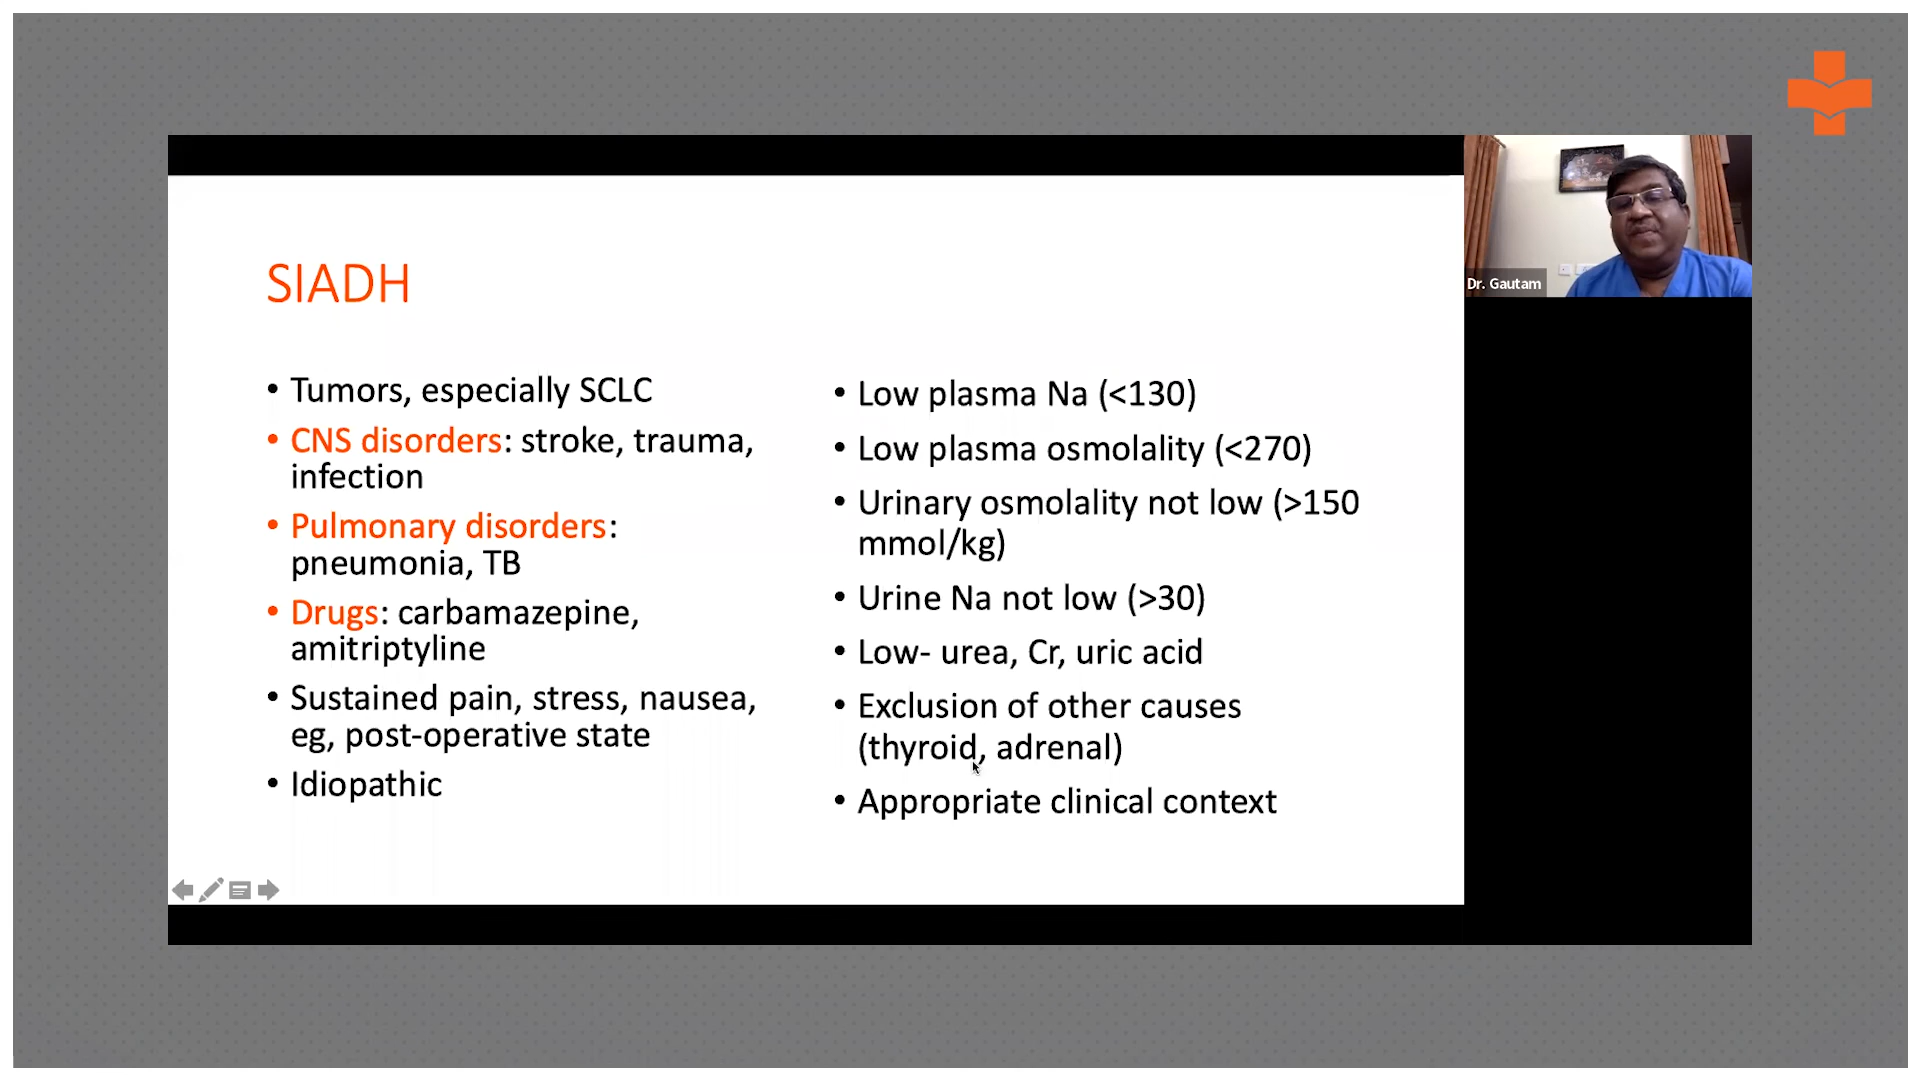 SIADH
• Tumors, especially SCLC
• CNS disorders: stroke, trauma,
infection
• Pulmonary disorders:
pneumonia, TB
• Drugs: carbamazepine,
amitriptyline
• Sustained pain, stress, nausea,
eg, post-operative state
• Idiopathic
• Low plasma Na (<130)
• Low plasma osmolality (<270)
• Urinary osmolality not low (>150
mmol/kg)
• Urine Na not low (>30)
• Low- urea, Cr, uric acid
• Exclusion of other causes
(thyroid, adrenal)
• Appropriate clinical context
Dr. Gautam